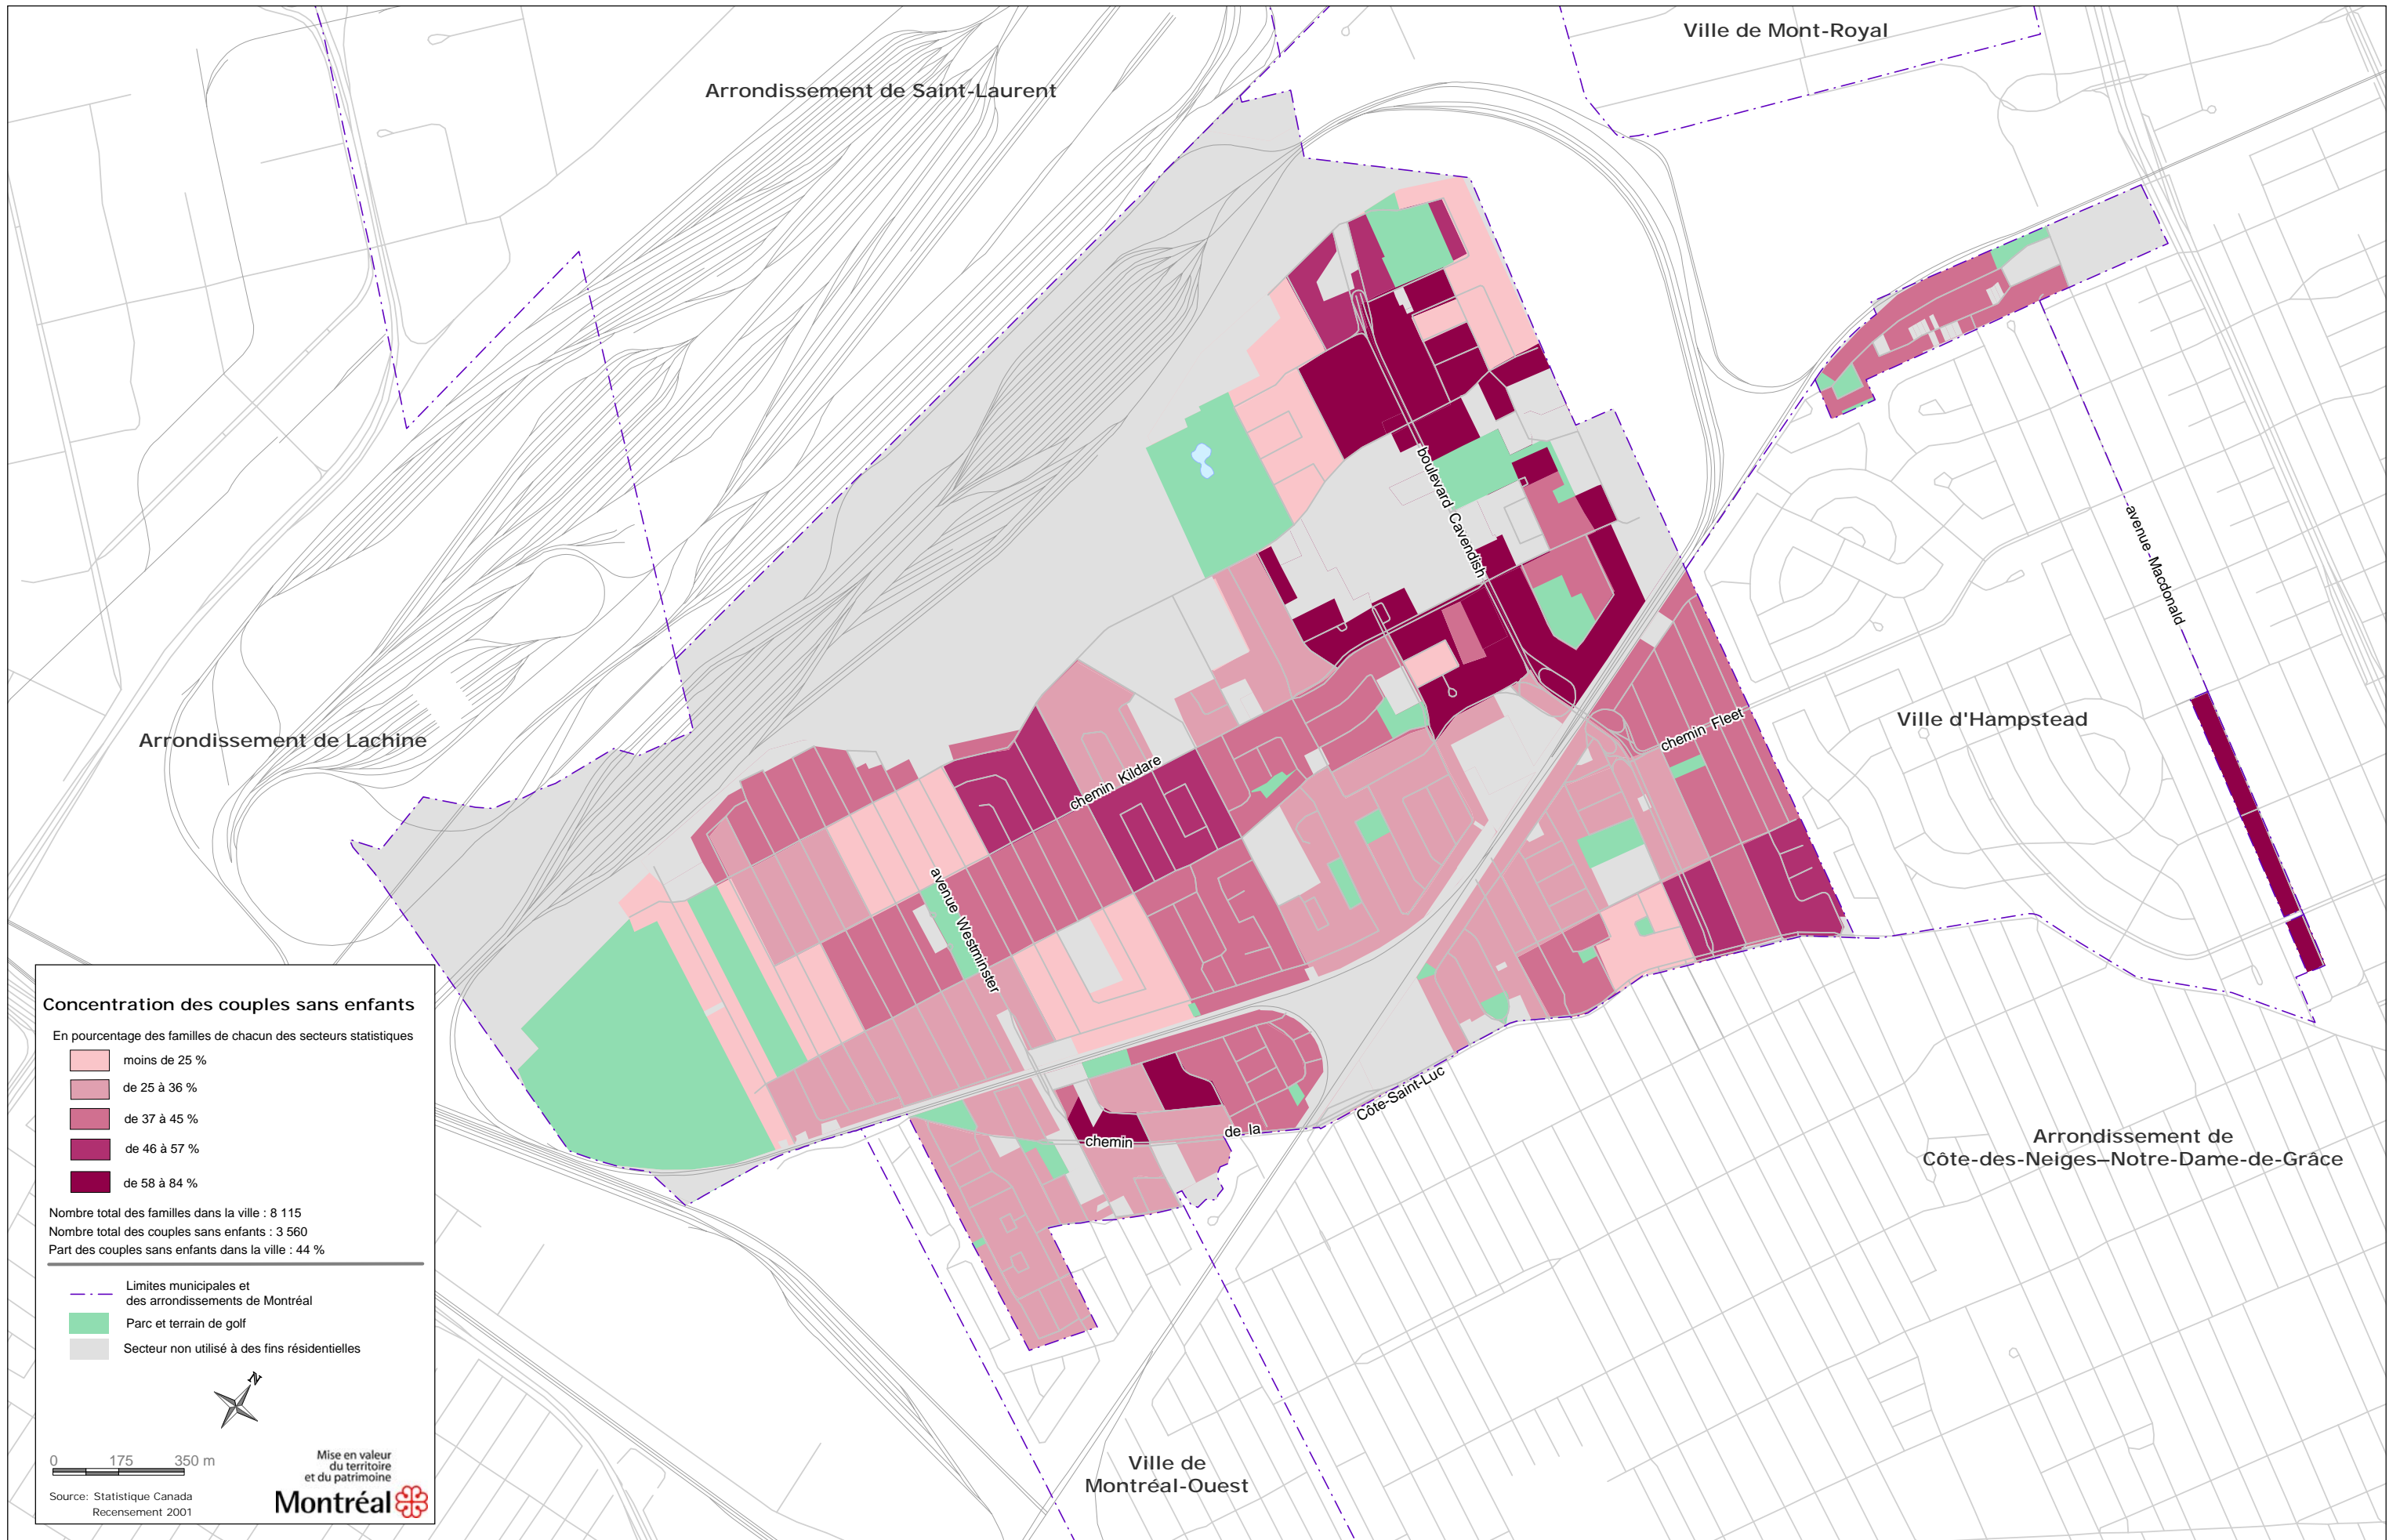 Ville de Mont-Royal
Arrondissement de Saint-Laurent
boulevard Cavendish
avenue Macdonald
Arrondissement de Lachine
Ville d'Hampstead
chemin Fleet
chemin Kildare
avenue Westminster
Côte-Saint-Luc
de la
chemin
Arrondissement de
Côte-des-Neiges–Notre-Dame-de-Grâce
Ville de
Montréal-Ouest
Concentration des couples sans enfants
En pourcentage des familles de chacun des secteurs statistiques
moins de 25 %
de 25 à 36 %
de 37 à 45 %
de 46 à 57 %
de 58 à 84 %
Nombre total des familles dans la ville : 8 115
Nombre total des couples sans enfants : 3 560
Part des couples sans enfants dans la ville : 44 %
Limites municipales et
des arrondissements de Montréal
Parc et terrain de golf
Secteur non utilisé à des fins résidentielles
N
0 175 350 m
Source: Statistique Canada
Recensement 2001
Mise en valeur
du territoire
et du patrimoine
Montréal